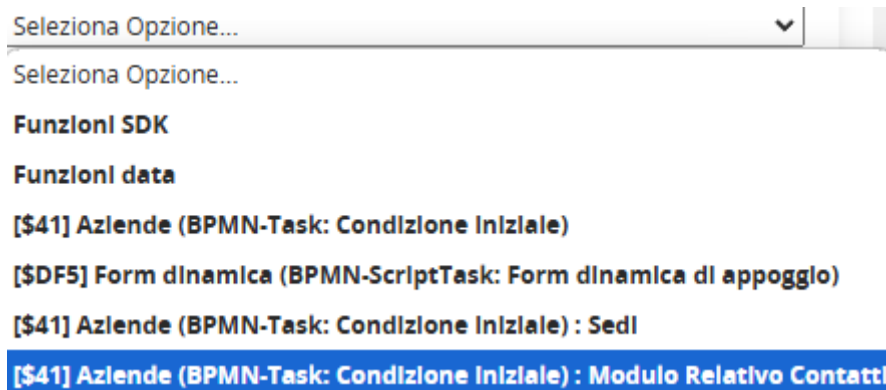 Seleziona Opzione...
Seleziona Opzione...
Funzioni SDK
Funzioni data
[$41] Aziende (BPMN-Task: Condizione Iniziale)
[$DF5] Form dinamica (BPMN-ScriptTask: Form dinamica di appoggio)
[$41] Aziende (BPMN-Task: Condizione Iniziale) : Sedi
[$41] Aziende (BPMN-Task: Condizione Iniziale) : Modulo Relativo Contatti